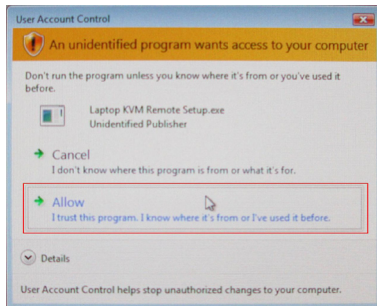 User Account Control
An unidentified program wants access to your computer
Don't run the program unless you know where it's from or you've used it
before.
Laptop KVM Remote Setup.exe
Unidentified Publisher
Cancel
I don't know where this program is from or what it's for.
Allow
I trust this program. I know where it's from or I've used it before.
Details
User Account Control helps stop unauthorized changes to your computer.